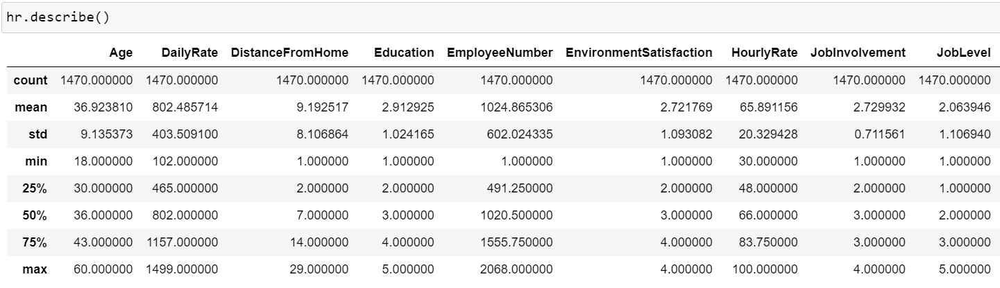 hr.describe()
Age DailyRate DistanceFromHome Education EmployeeNumber EnvironmentSatisfaction HourlyRate JobInvolvement JobLevel
count 1470.000000 1470.000000 1470.000000 1470.000000 1470.000000 1470.000000 1470.000000 1470.000000 1470.000000
mean 36.923810 802.485714 9.192517 2.912925 1024.865306 2.721769 65.891156 2.729932 2.063946
std 9.135373 403.509100 8.106864 1.024165 602.024335 1.093082 20.329428 0.711561 1.106940
min 18.000000 102.000000 1.000000 1.000000 1.000000 1.000000 30.000000 1.000000 1.000000
25% 30.000000 465.000000 2.000000 2.000000 491.250000 2.000000 48.000000 2.000000 1.000000
50% 36.000000 802.000000 7.000000 3.000000 1020.500000 3.000000 66.000000 3.000000 2.000000
75% 43.000000 1157.000000 14.000000 4.000000 1555.750000 4.000000 83.750000 3.000000 3.000000
max 60.000000 1499.000000 29.000000 5.000000 2068.000000 4.000000 100.000000 4.000000 5.000000